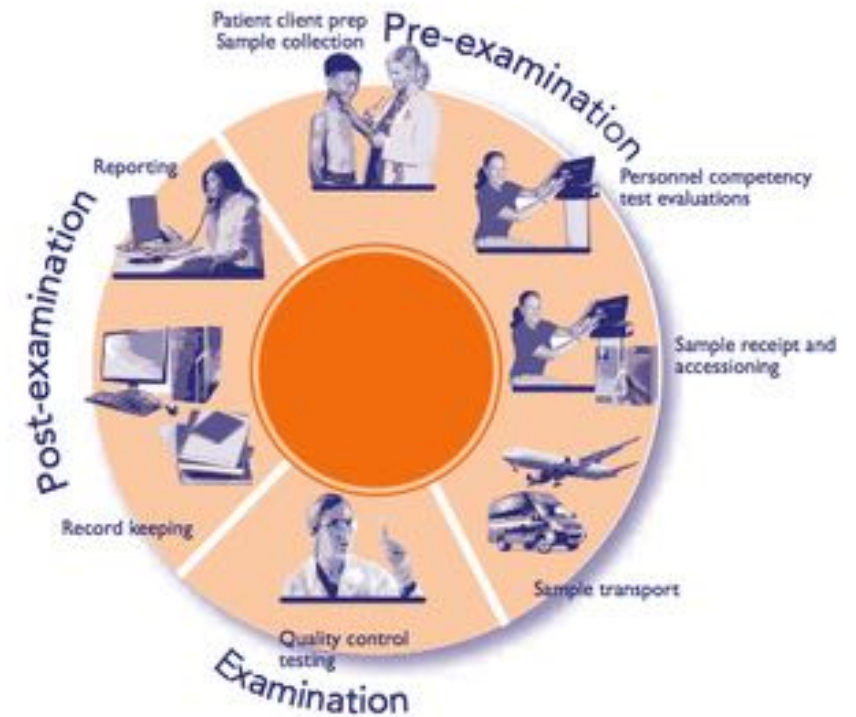 Patient client prep
Sample collection
Pre-examination
Reporting
Personnel competency
test evaluations
Post-examination
Sample receipt and
accessioning
Record keeping
Sample transport
Quality control
testing
Examination